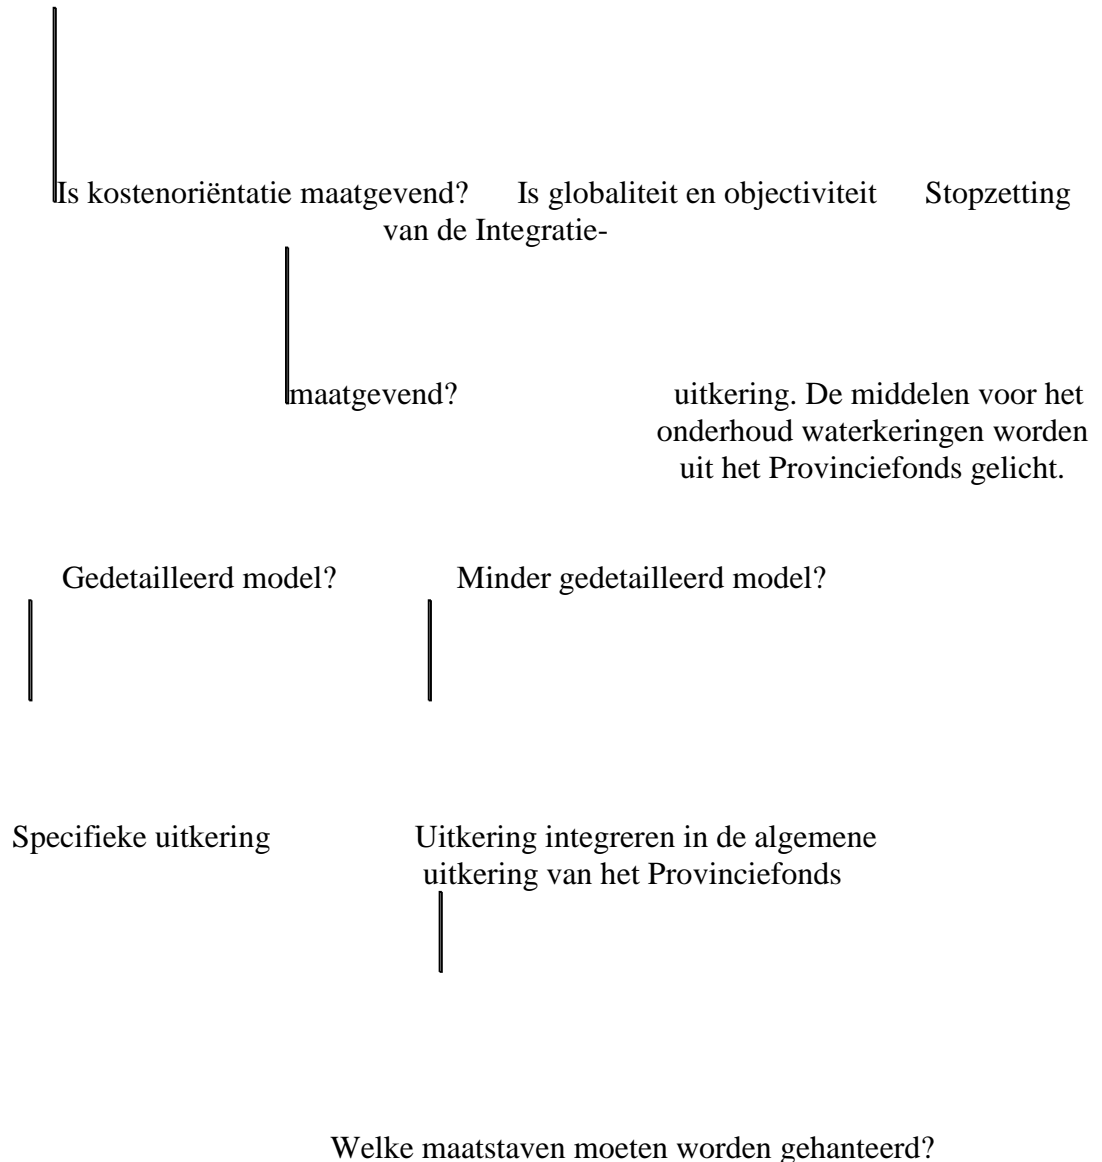 Is kostenoriëntatie maatgevend? Is globaliteit en objectiviteit Stopzetting
van de Integratie-
maatgevend? uitkering. De middelen voor het
onderhoud waterkeringen worden
uit het Provinciefonds gelicht.
Gedetailleerd model? Minder gedetailleerd model?
Specifieke uitkering Uitkering integreren in de algemene
uitkering van het Provinciefonds
Welke maatstaven moeten worden gehanteerd?